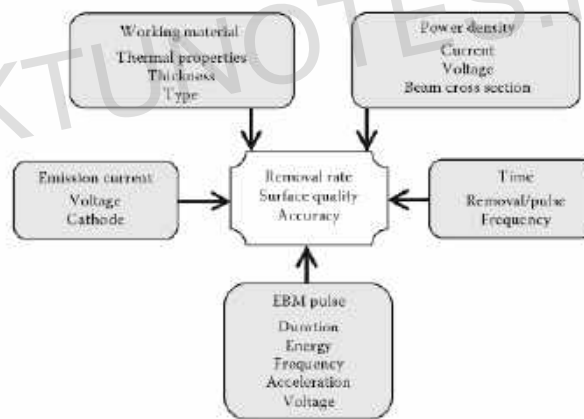 Working material
Thermal properties
Thickness
Type
Power density
Current
Voltage
Beam cross section
Emission current
Voltage
Cathode
Removal rate
Surface quality
Accuracy
Time
Removal/pulse
Frequency
EBM pulse
Duration
Energy
Frequency
Acceleration
Voltage
KTUNOTES.